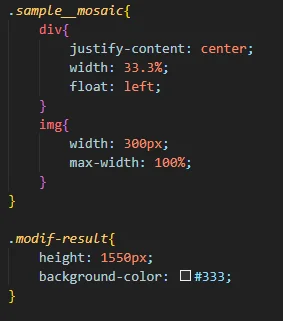 .sample__mosaic{
    div{
        justify-content: center;
        width: 33.3%;
        float: left;
    }
    img{
        width: 300px;
        max-width: 100%;
    }
}

.modif-result{
    height: 1550px;
    background-color: #333;
}